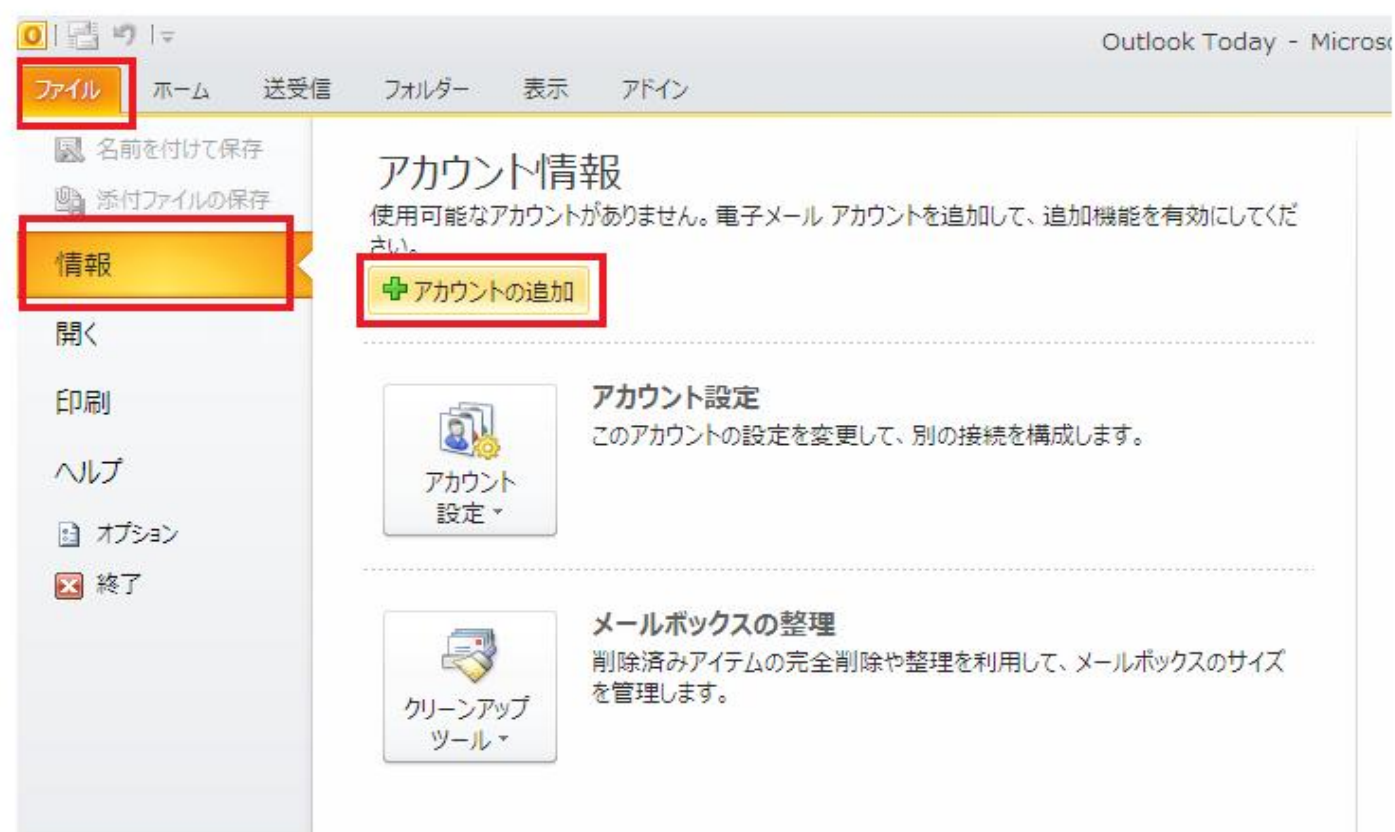 Outlook Today - Microso
ファイル ホーム 送受信 フォルダー 表示 アドイン
名前を付けて保存
添付ファイルの保存
情報
開く
印刷
ヘルプ
オプション
終了
アカウント情報
使用可能なアカウントがありません。電子メール アカウントを追加して、追加機能を有効にしてくだ
さい。
アカウントの追加
アカウント
設定
アカウント設定
このアカウントの設定を変更して、別の接続を構成します。
クリーンアップ
ツール
メールボックスの整理
削除済みアイテムの完全削除や整理を利用して、メールボックスのサイズ
を管理します。